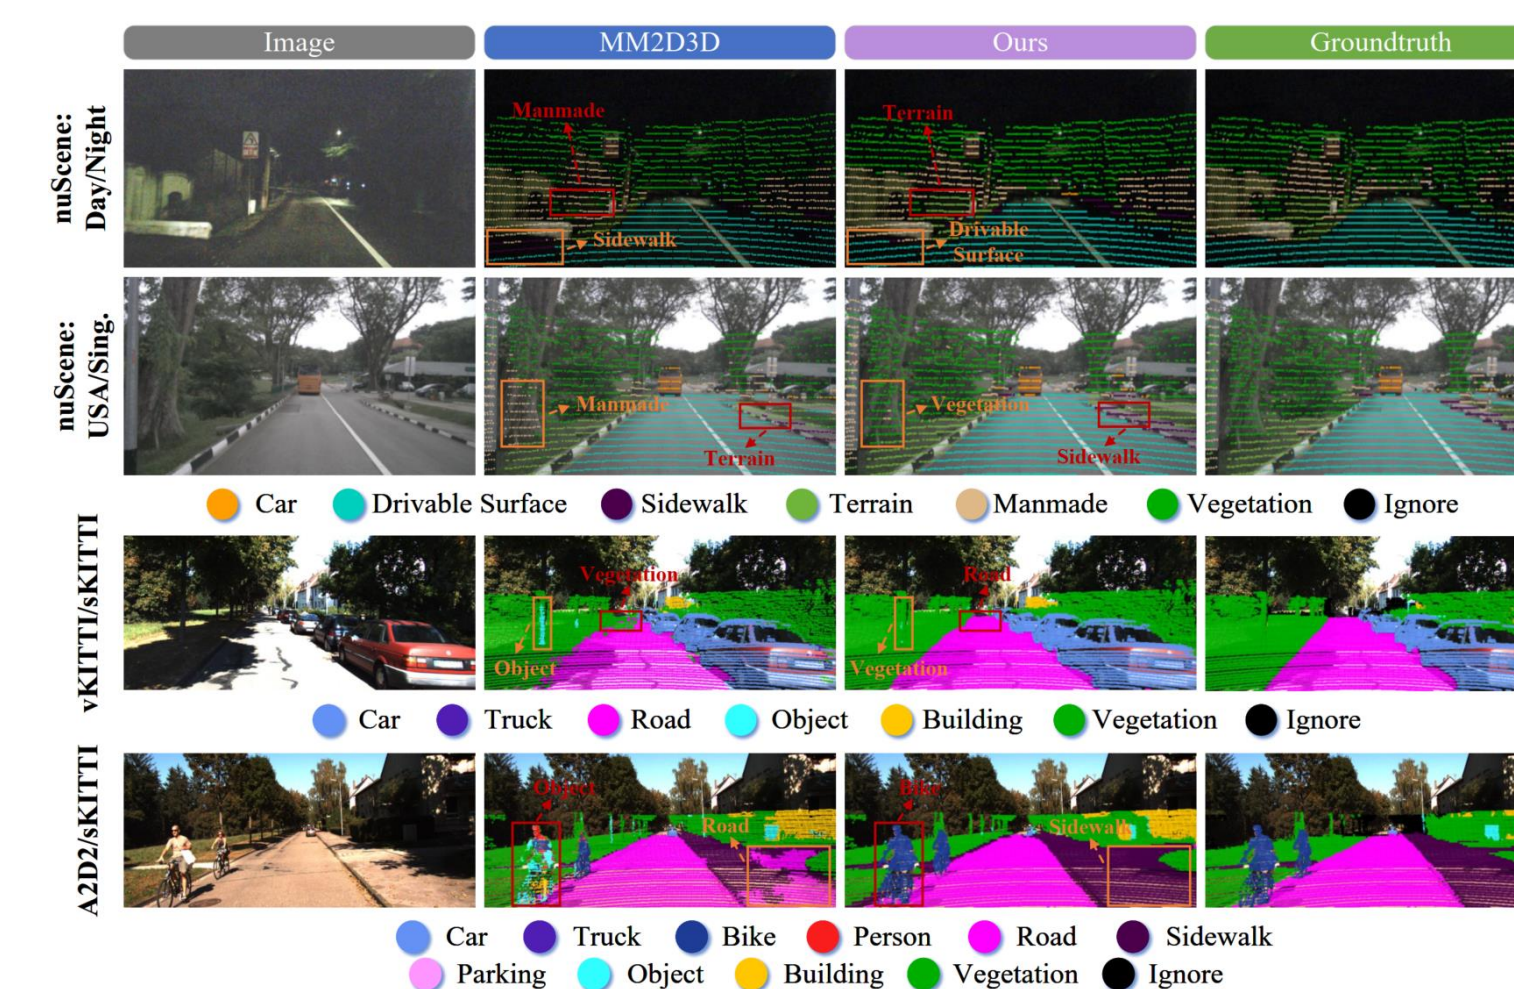 Image
MM2D3D
Ours
Groundtruth
nuScene:
Day/Night
Manmade
Sidewalk
Terrain
Drivable
Surface
nuScene:
USA/Sing.
Manmade
Terrain
Vegetation
Sidewalk
Car
Drivable Surface
Sidewalk
Terrain
Manmade
Vegetation
Ignore
vKITTI/sKITTI
Vegetation
Object
Road
Vegetation
Car
Truck
Road
Object
Building
Vegetation
Ignore
A2D2/sKITTI
Object
Road
Bike
Sidewalk
Car
Truck
Bike
Person
Road
Sidewalk
Parking
Object
Building
Vegetation
Ignore